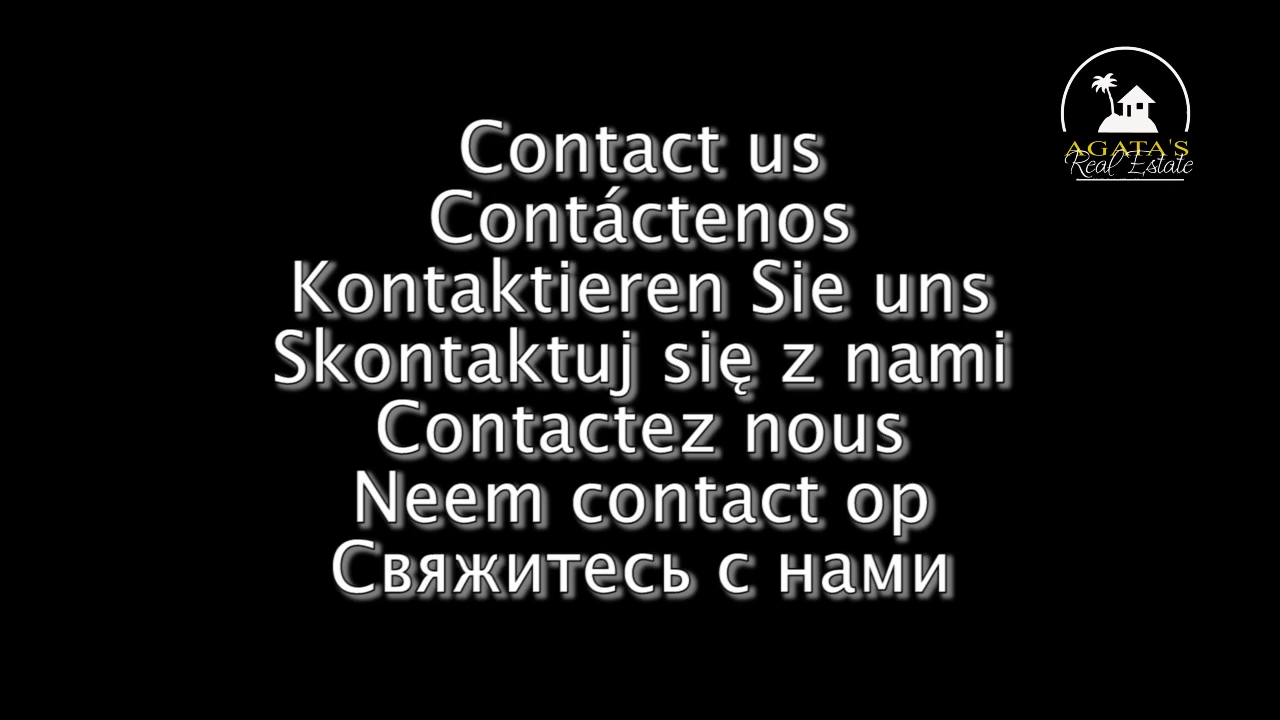 Contact us
Contáctenos
Kontaktieren Sie uns
Skontaktuj się z nami
Contactez nous
Neem contact op
Свяжитесь с нами
AGATA'S
Real Estate